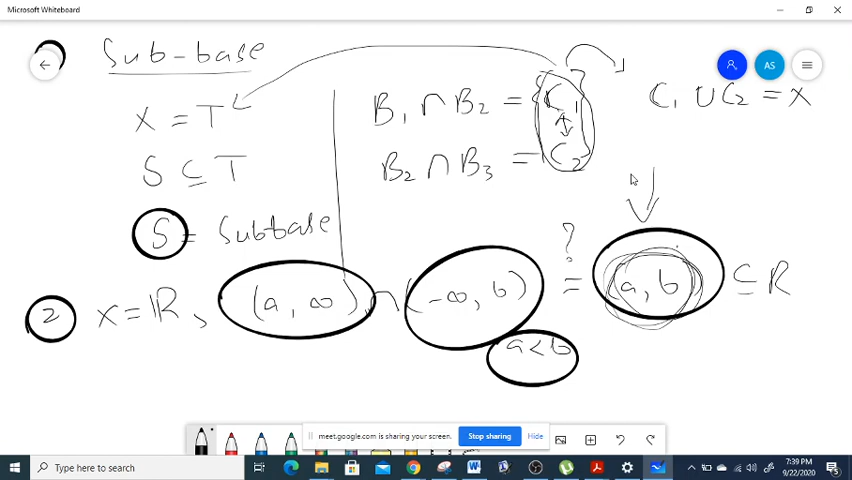 Microsoft Whiteboard
Sub-base
AS
X = T
S ⊆ T
S = Subbase
B₁ ∩ B₂ = C₁
B₂ ∩ B₃ = C₂
C₁ ∪ C₂ = X
?
2 X = ℝ, (a, ∞) ∩ (-∞, b) = (a, b) ⊆ ℝ
a < b
meet.google.com is sharing your screen. Stop sharing Hide
Type here to search
7:39 PM
9/22/2020